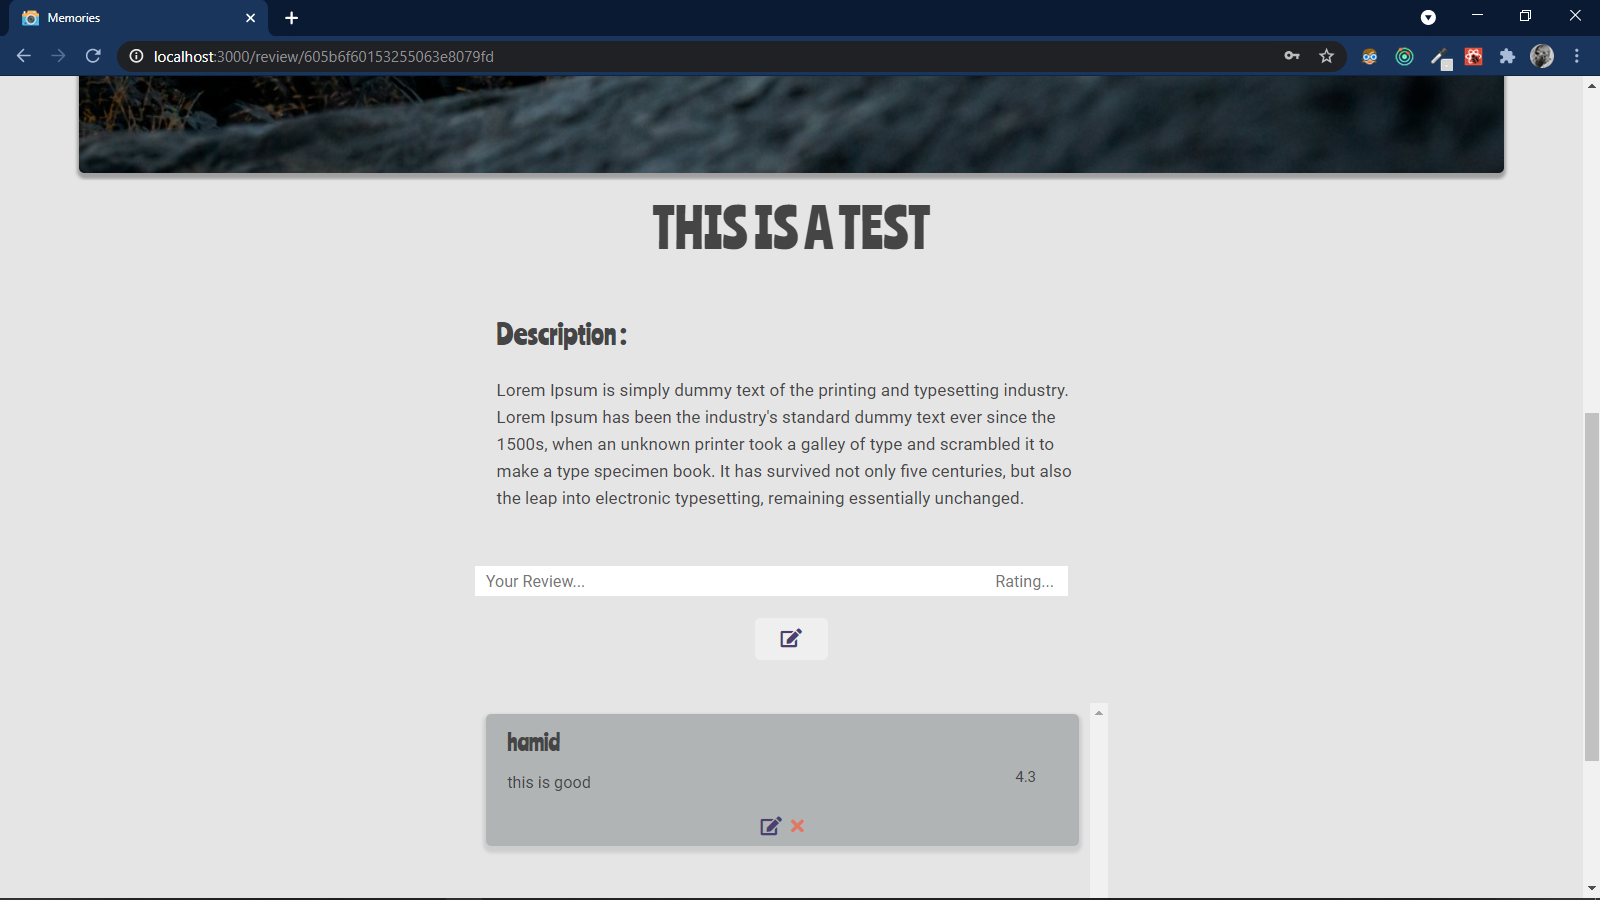 Memories
localhost:3000/review/605b6f60153255063e8079fd
THIS IS A TEST
Description :
Lorem Ipsum is simply dummy text of the printing and typesetting industry.
Lorem Ipsum has been the industry's standard dummy text ever since the
1500s, when an unknown printer took a galley of type and scrambled it to
make a type specimen book. It has survived not only five centuries, but also
the leap into electronic typesetting, remaining essentially unchanged.
Your Review... Rating...
hamid
this is good 4.3